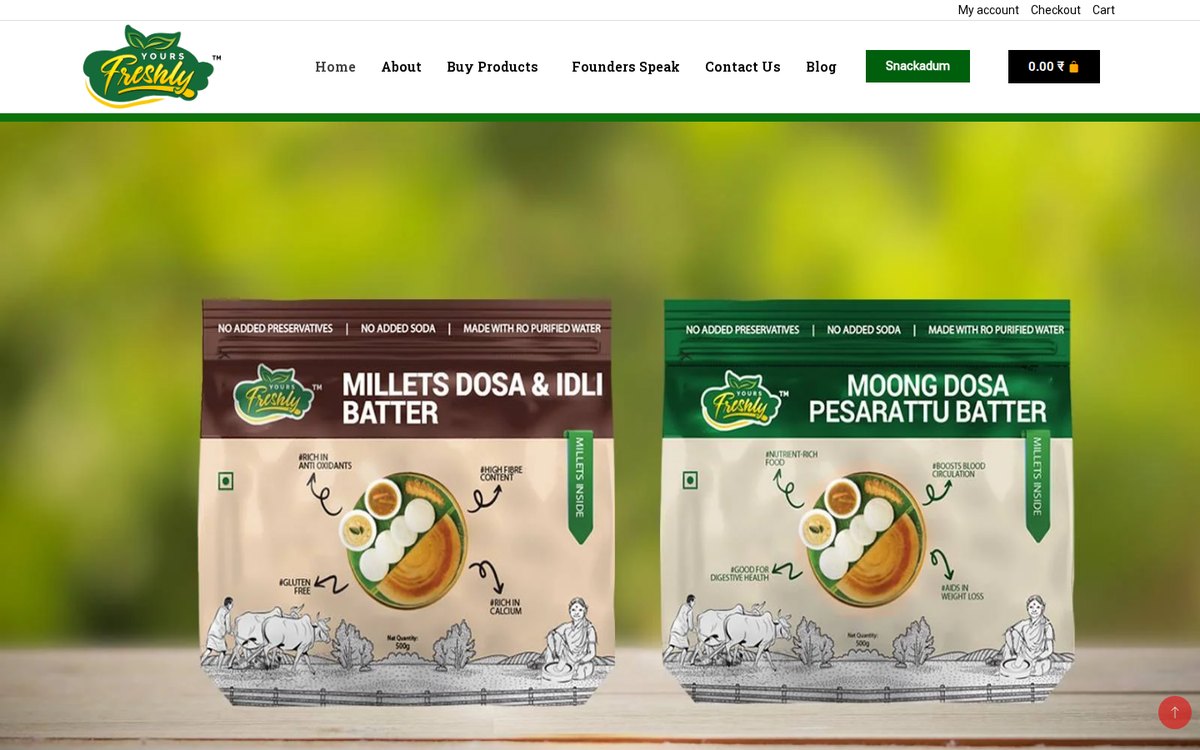 My account Checkout Cart
YOURS
Freshly
TM
Home About Buy Products Founders Speak Contact Us Blog
Snackadum
0.00 ₹
NO ADDED PRESERVATIVES | NO ADDED SODA | MADE WITH RO PURIFIED WATER
YOURS
Freshly
TM
MILLETS DOSA & IDLI
BATTER
MILLETS INSIDE
#RICH IN
ANTI OXIDANTS
#HIGH FIBRE
CONTENT
#GLUTEN
FREE
#RICH IN
CALCIUM
Net Quantity:
500g
NO ADDED PRESERVATIVES | NO ADDED SODA | MADE WITH RO PURIFIED WATER
YOURS
Freshly
TM
MOONG DOSA
PESARATTU BATTER
MILLETS INSIDE
#NUTRIENT-RICH
FOOD
#BOOSTS BLOOD
CIRCULATION
#GOOD FOR
DIGESTIVE HEALTH
#AIDS IN
WEIGHT LOSS
Net Quantity:
500g